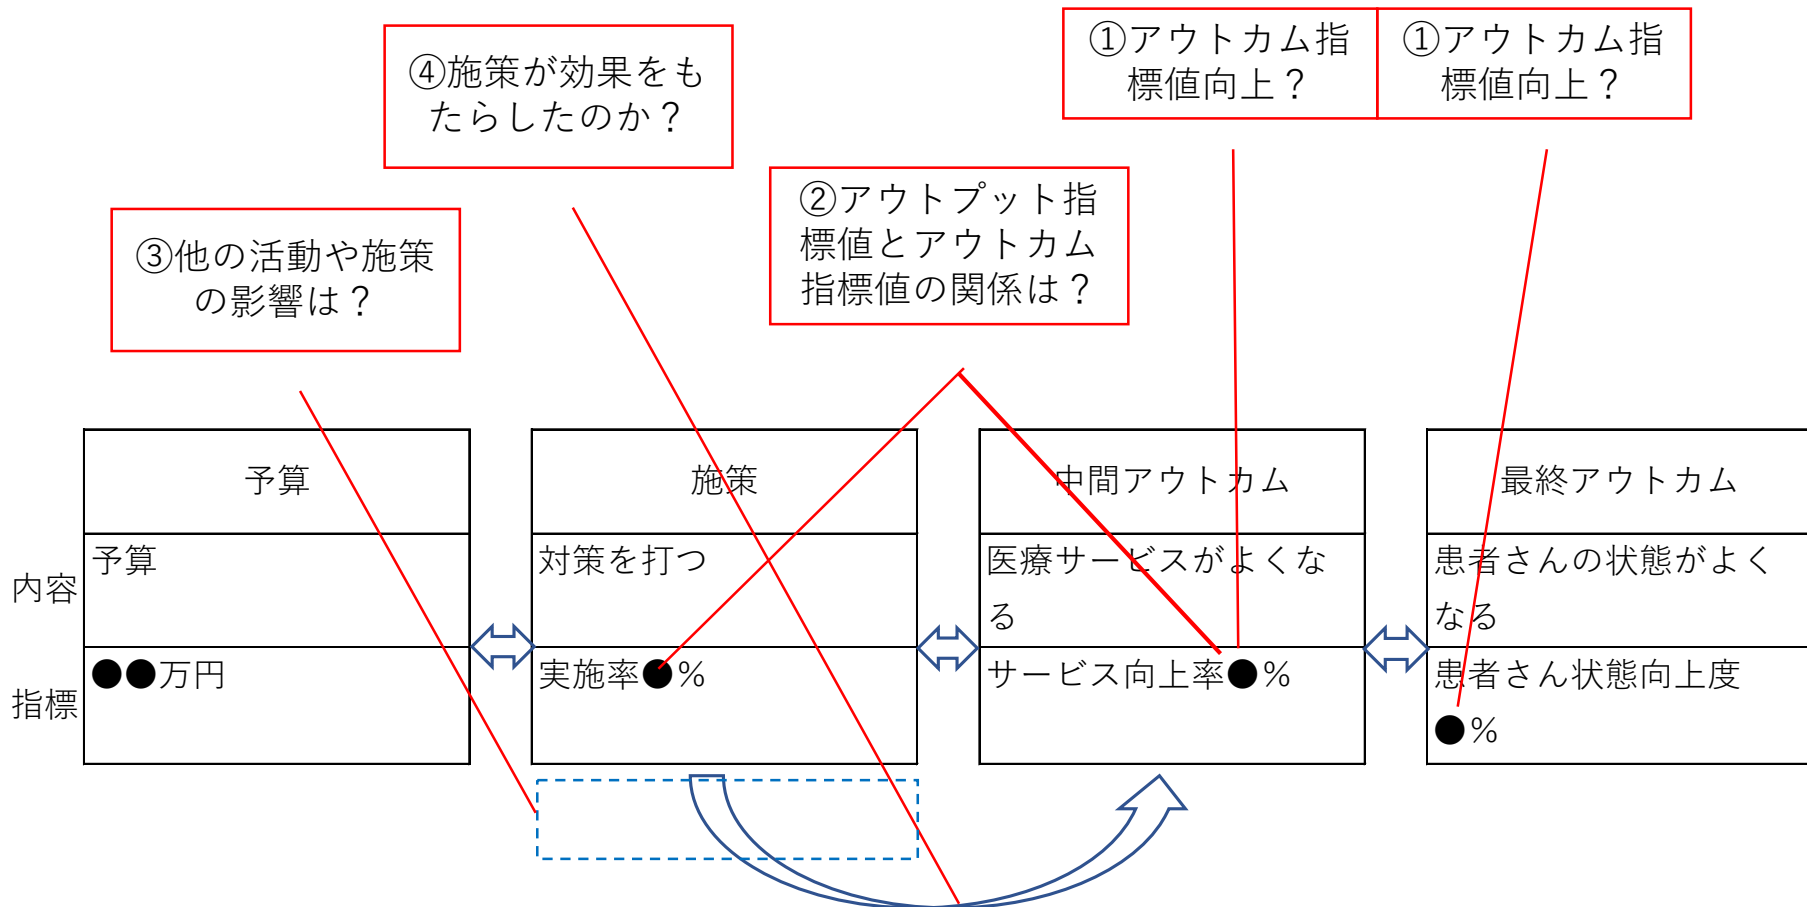 ①アウトカム指
標値向上？
①アウトカム指
標値向上？
④施策が効果をも
たらしたのか？
②アウトプット指
標値とアウトカム
指標値の関係は？
③他の活動や施策
の影響は？
予算
施策
中間アウトカム
最終アウトカム
内容
予算
対策を打つ
医療サービスがよくな
る
患者さんの状態がよく
なる
指標
●●万円
実施率●％
サービス向上率●％
患者さん状態向上度
●％